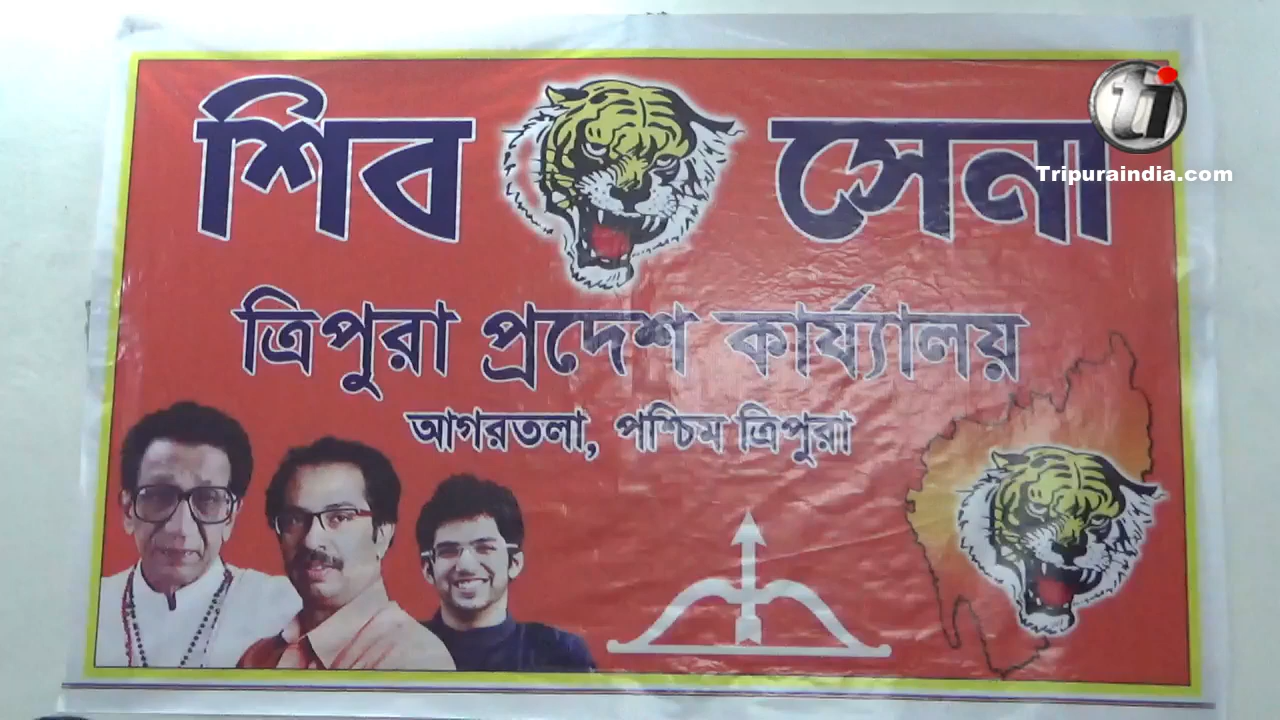 শিব সেনা
ti
Tripuraindia.com
ত্রিপুরা প্রদেশ কার্য্যালয়
আগরতলা, পশ্চিম ত্রিপুরা